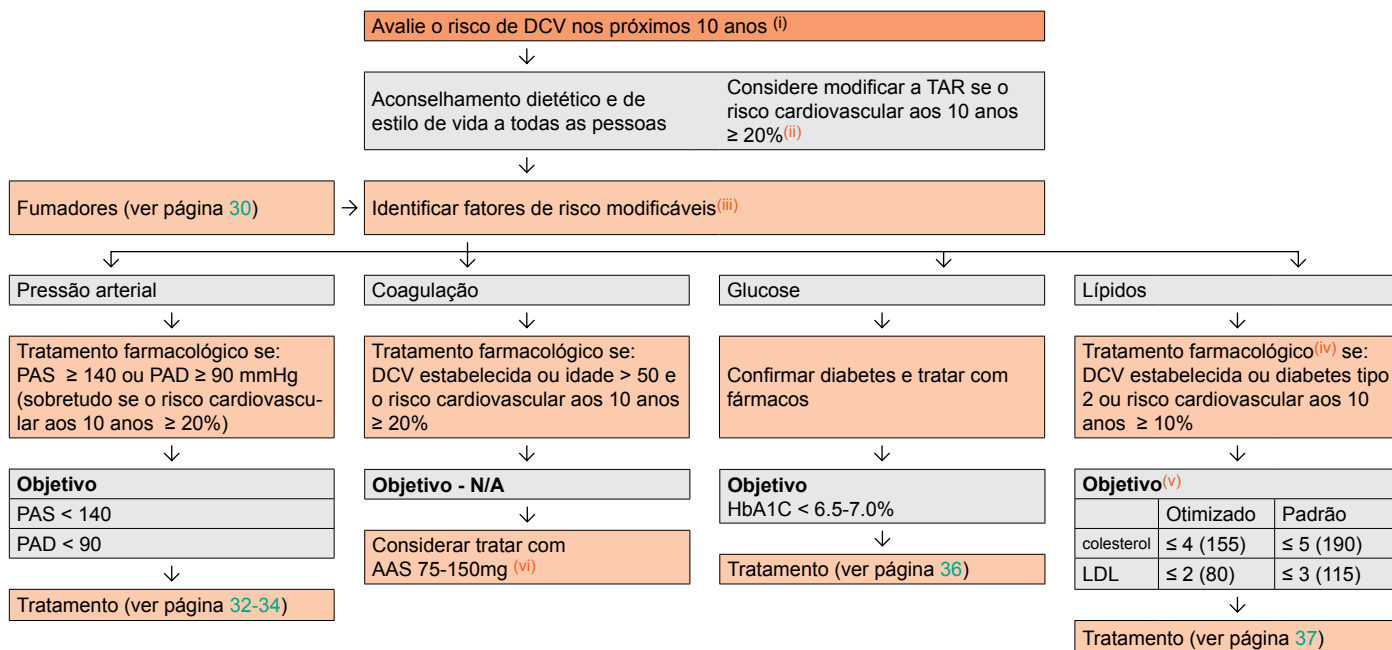 Avalie o risco de DCV nos próximos 10 anos (i)
Aconselhamento dietético e de
estilo de vida a todas as pessoas
Considere modificar a TAR se o
risco cardiovascular aos 10 anos
≥ 20%(ii)
Fumadores (ver página 30)
Identificar fatores de risco modificáveis(iii)
Pressão arterial
Tratamento farmacológico se:
PAS ≥ 140 ou PAD ≥ 90 mmHg
(sobretudo se o risco cardiovascu-
lar aos 10 anos ≥ 20%)
Objetivo
PAS < 140
PAD < 90
Tratamento (ver página 32-34)
Coagulação
Tratamento farmacológico se:
DCV estabelecida ou idade > 50 e
o risco cardiovascular aos 10 anos
≥ 20%
Objetivo - N/A
Considerar tratar com
AAS 75-150mg (vi)
Glucose
Confirmar diabetes e tratar com
fármacos
Objetivo
HbA1C < 6.5-7.0%
Tratamento (ver página 36)
Lípidos
Tratamento farmacológico(iv) se:
DCV estabelecida ou diabetes tipo
2 ou risco cardiovascular aos 10
anos ≥ 10%
Objetivo(v)
Otimizado Padrão
colesterol ≤ 4 (155) ≤ 5 (190)
LDL ≤ 2 (80) ≤ 3 (115)
Tratamento (ver página 37)